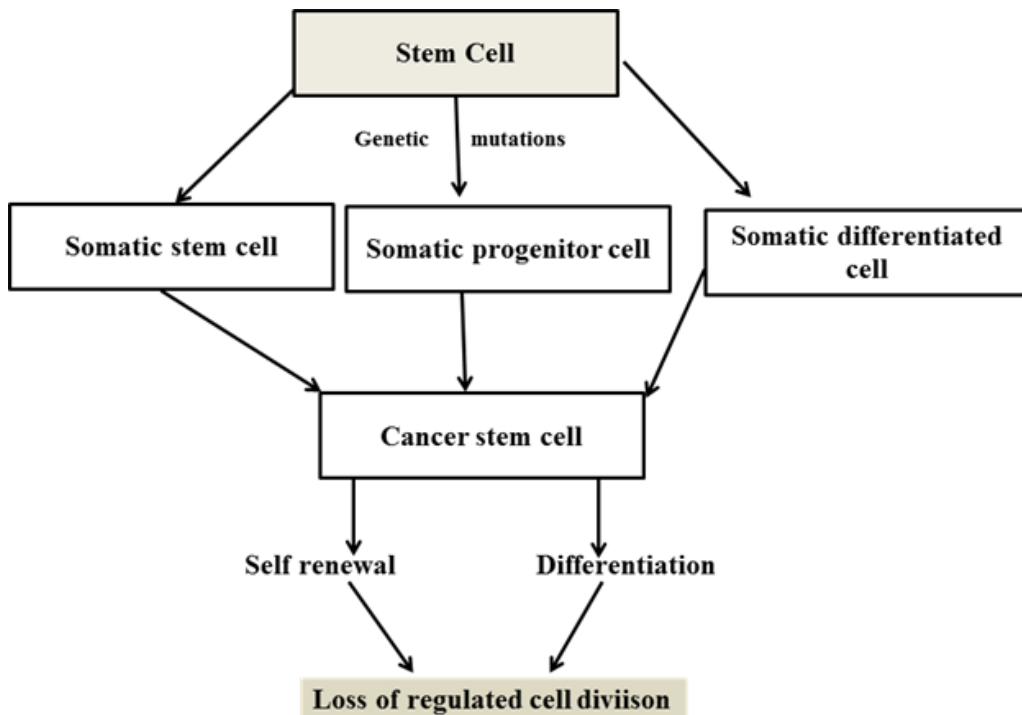 Stem Cell
Genetic mutations
Somatic stem cell
Somatic progenitor cell
Somatic differentiated
cell
Cancer stem cell
Self renewal
Differentiation
Loss of regulated cell diviison